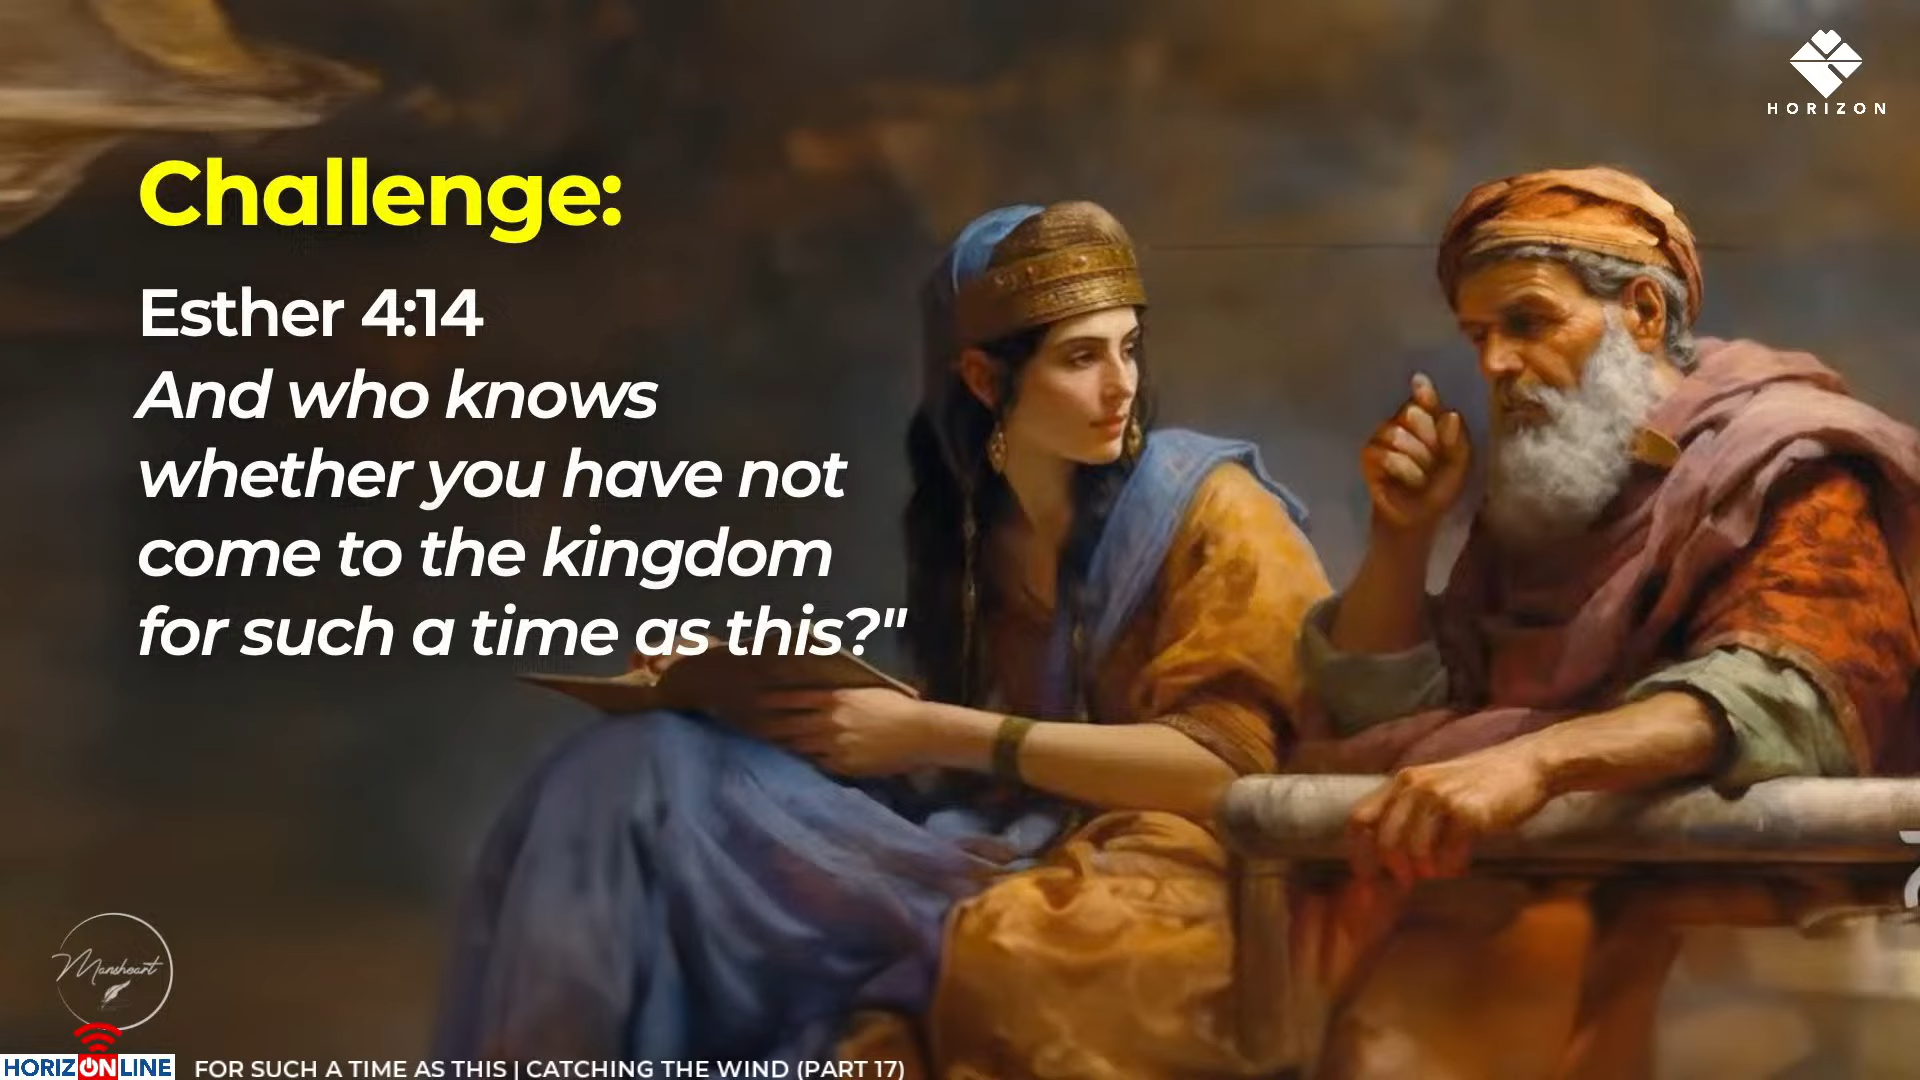 HORIZON
Challenge:
Esther 4:14
And who knows
whether you have not
come to the kingdom
for such a time as this?"
Mansheart
HORIZONLINE
FOR SUCH A TIME AS THIS | CATCHING THE WIND (PART 17)